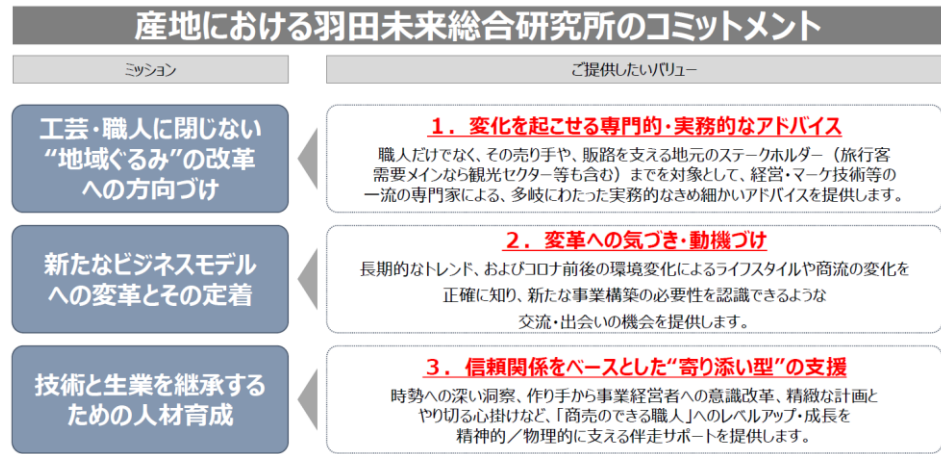 産地における羽田未来総合研究所のコミットメント
ミッション
ご提供したいバリュー
工芸・職人に閉じない
“地域ぐるみ”の改革
への方向づけ
1．変化を起こせる専門的・実務的なアドバイス
職人だけでなく、その売り手や、販路を支える地元のステークホルダー（旅行客
需要メインなら観光セクター等も含む）までを対象として、経営・マーケ技術等の
一流の専門家による、多岐にわたった実務的なきめ細かいアドバイスを提供します。
新たなビジネスモデル
への変革とその定着
2．変革への気づき・動機づけ
長期的なトレンド、およびコロナ前後の環境変化によるライフスタイルや商流の変化を
正確に知り、新たな事業構築の必要性を認識できるような
交流・出会いの機会を提供します。
技術と生業を継承する
ための人材育成
3．信頼関係をベースとした“寄り添い型”の支援
時勢への深い洞察、作り手から事業経営者への意識改革、精緻な計画と
やり切る心掛けなど、「商売のできる職人」へのレベルアップ・成長を
精神的／物理的に支える伴走サポートを提供します。